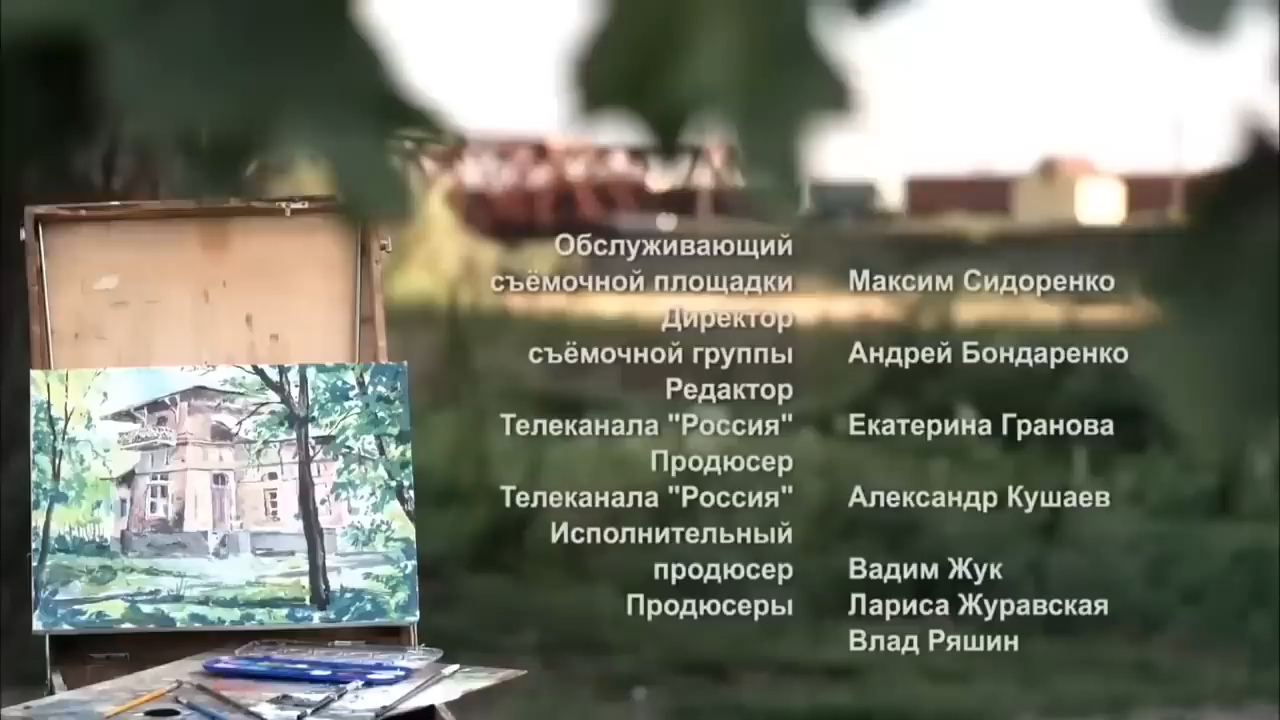 Обслуживающий
съёмочной площадки Максим Сидоренко
Директор
съёмочной группы Андрей Бондаренко
Редактор
Телеканала "Россия" Екатерина Гранова
Продюсер
Телеканала "Россия" Александр Кушаев
Исполнительный
продюсер Вадим Жук
Продюсеры Лариса Журавская
Влад Ряшин